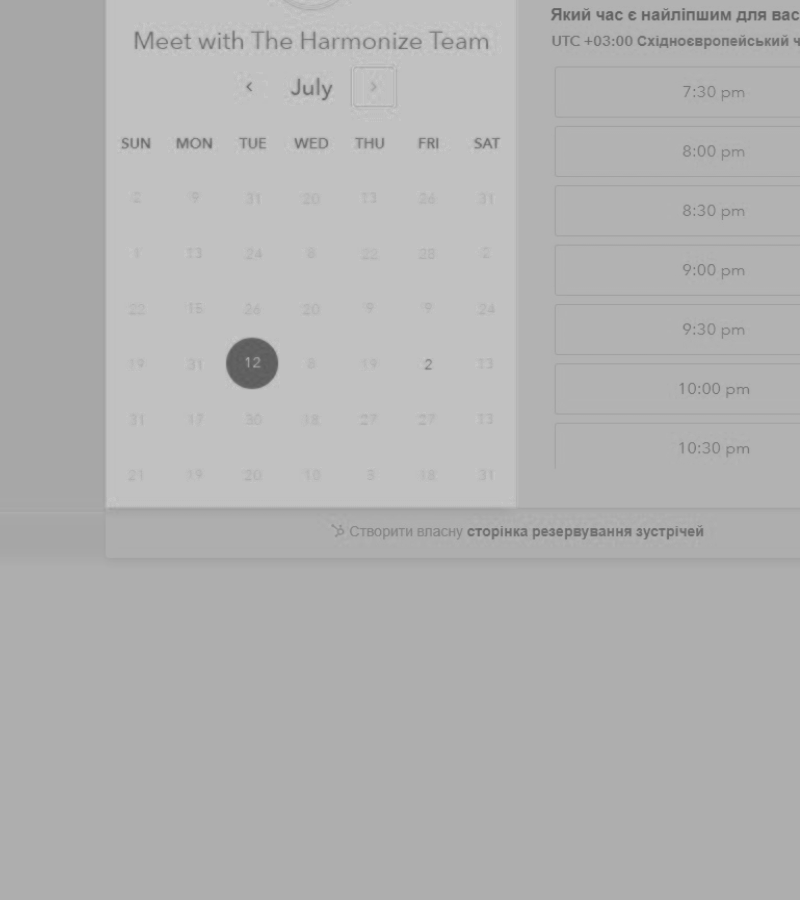 Meet with The Harmonize Team
July
SUN MON TUE WED THU FRI SAT
2 9 31 20 13 26 31
1 13 24 8 22 28 2
22 15 26 20 9 9 24
19 31 12 8 19 2 13
31 17 30 18 27 27 13
21 19 20 10 3 18 31
Який час є найліпшим для вас
UTC +03:00 Східноєвропейський ч
7:30 pm
8:00 pm
8:30 pm
9:00 pm
9:30 pm
10:00 pm
10:30 pm
Створити власну сторінка резервування зустрічей